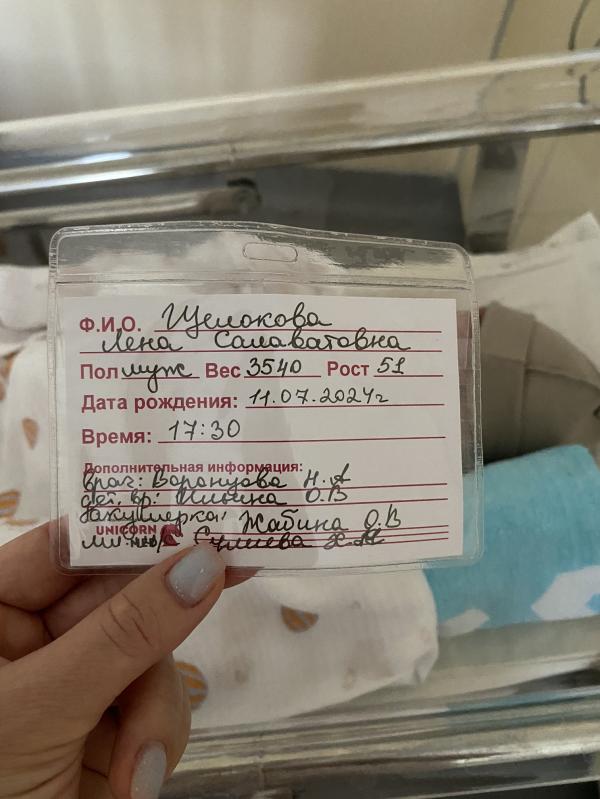 Ф.И.О. Щелокова
Лена Салаватовна
Пол муж Вес 3540 Рост 51
Дата рождения: 11.07.2024г
Время: 17:30
Дополнительная информация:
Врач: Воронцова Н.А
дет. вр: Шишина О.В
Акушерка: Жабина О.В
UNICORN